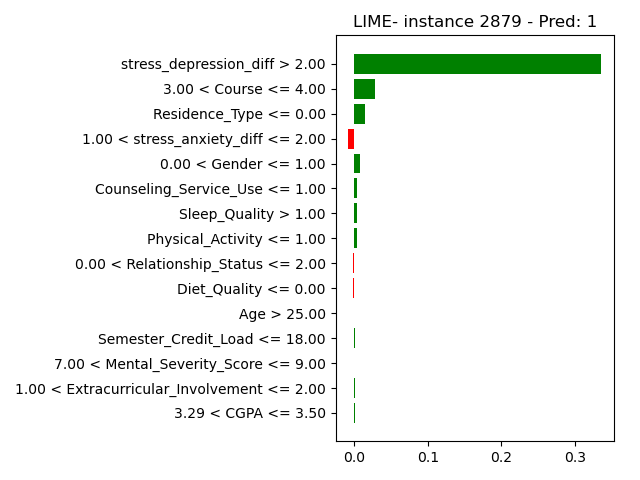 LIME- instance 2879 - Pred: 1
stress_depression_diff > 2.00
3.00 < Course <= 4.00
Residence_Type <= 0.00
1.00 < stress_anxiety_diff <= 2.00
0.00 < Gender <= 1.00
Counseling_Service_Use <= 1.00
Sleep_Quality > 1.00
Physical_Activity <= 1.00
0.00 < Relationship_Status <= 2.00
Diet_Quality <= 0.00
Age > 25.00
Semester_Credit_Load <= 18.00
7.00 < Mental_Severity_Score <= 9.00
1.00 < Extracurricular_Involvement <= 2.00
3.29 < CGPA <= 3.50
0.0 0.1 0.2 0.3